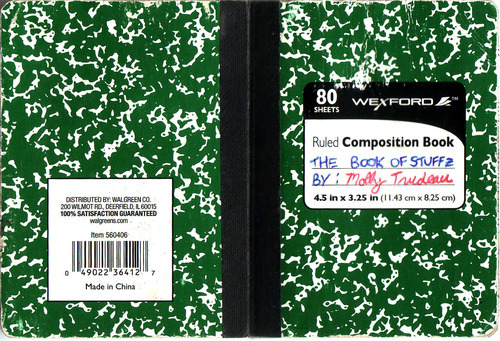 80
SHEETS
WEXFORD ™
Ruled Composition Book
THE BOOK OF STUFFZ
BY: Molly Trudeau
4.5 in x 3.25 in (11.43 cm x 8.25 cm)
DISTRIBUTED BY: WALGREEN CO.
200 WILMOT RD., DEERFIELD, IL 60015
100% SATISFACTION GUARANTEED
walgreens.com
Item 560406
0 49022 36412 7
Made in China